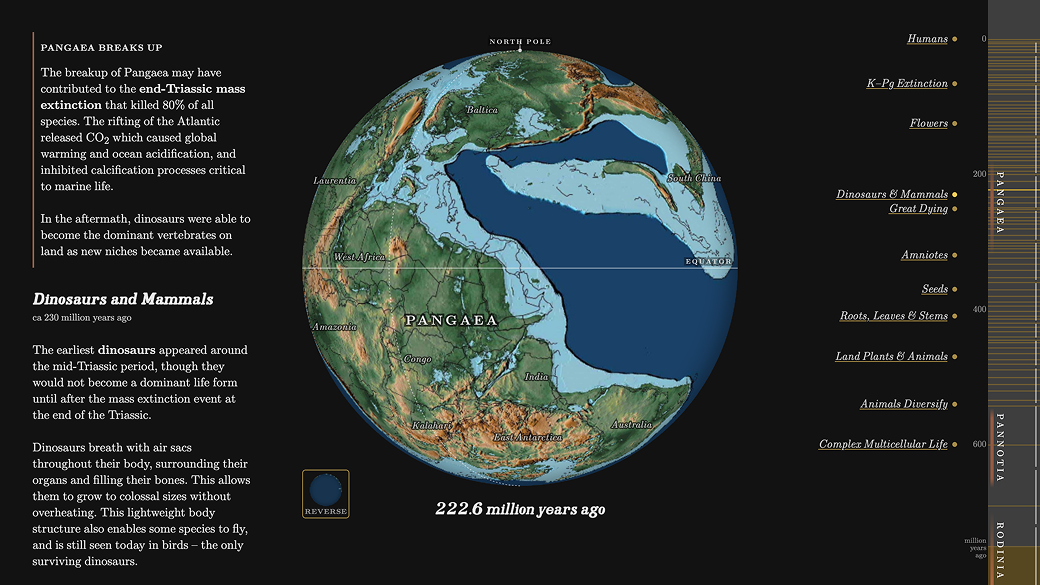 PANGAEA BREAKS UP
The breakup of Pangaea may have
contributed to the end-Triassic mass
extinction that killed 80% of all
species. The rifting of the Atlantic
released CO2 which caused global
warming and ocean acidification, and
inhibited calcification processes critical
to marine life.
In the aftermath, dinosaurs were able to
become the dominant vertebrates on
land as new niches became available.
Dinosaurs and Mammals
ca 230 million years ago
The earliest dinosaurs appeared around
the mid-Triassic period, though they
would not become a dominant life form
until after the mass extinction event at
the end of the Triassic.
Dinosaurs breath with air sacs
throughout their body, surrounding their
organs and filling their bones. This allows
them to grow to colossal sizes without
overheating. This lightweight body
structure also enables some species to fly,
and is still seen today in birds – the only
surviving dinosaurs.
NORTH POLE
Baltica
Laurentia
South China
West Africa
EQUATOR
PANGAEA
Amazonia
Congo
India
Kalahari
East Antarctica
Australia
REVERSE
222.6 million years ago
Humans
K–Pg Extinction
Flowers
Dinosaurs & Mammals
Great Dying
Amniotes
Seeds
Roots, Leaves & Stems
Land Plants & Animals
Animals Diversify
Complex Multicellular Life
0
200
400
600
million
years
ago
PANGAEA
PANNOTIA
RODINIA